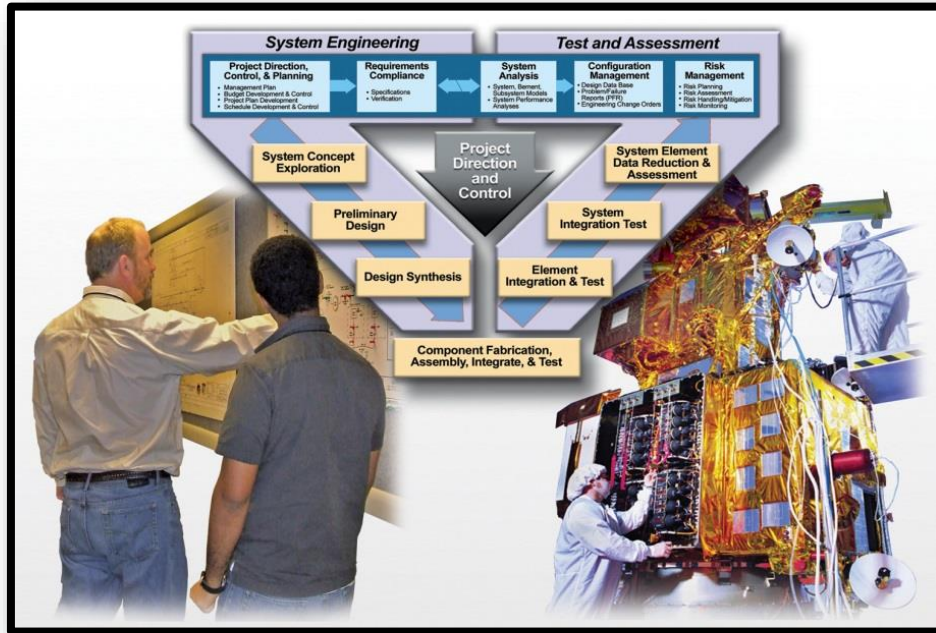 System Engineering
Test and Assessment
Project Direction,
Control, & Planning
• Management Plan
• Budget Development & Control
• Project Plan Development
• Schedule Development & Control
Requirements
Compliance
• Specifications
• Verification
System
Analysis
• System, Bement,
Subsystem Models
• System Performance
Analyses
Configuration
Management
• Design Data Base
• Problem/Failure
Reports (PFR)
• Engineering Change Orders
Risk
Management
• Risk Planning
• Risk Assessment
• Risk Handling/Mitigation
• Risk Monitoring
Project
Direction
and
Control
System Concept
Exploration
Preliminary
Design
Design Synthesis
Component Fabrication,
Assembly, Integrate, & Test
Element
Integration & Test
System
Integration Test
System Element
Data Reduction &
Assessment